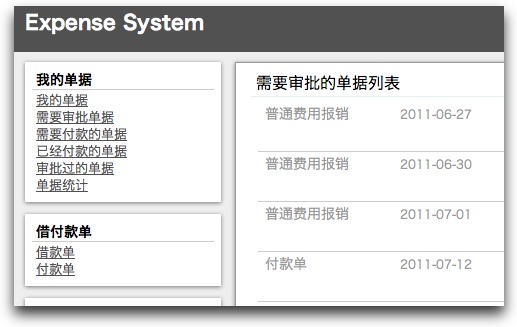 Expense System
我的单据
我的单据
需要审批单据
需要付款的单据
已经付款的单据
审批过的单据
单据统计
借付款单
借款单
付款单
需要审批的单据列表
普通费用报销 2011-06-27
普通费用报销 2011-06-30
普通费用报销 2011-07-01
付款单 2011-07-12